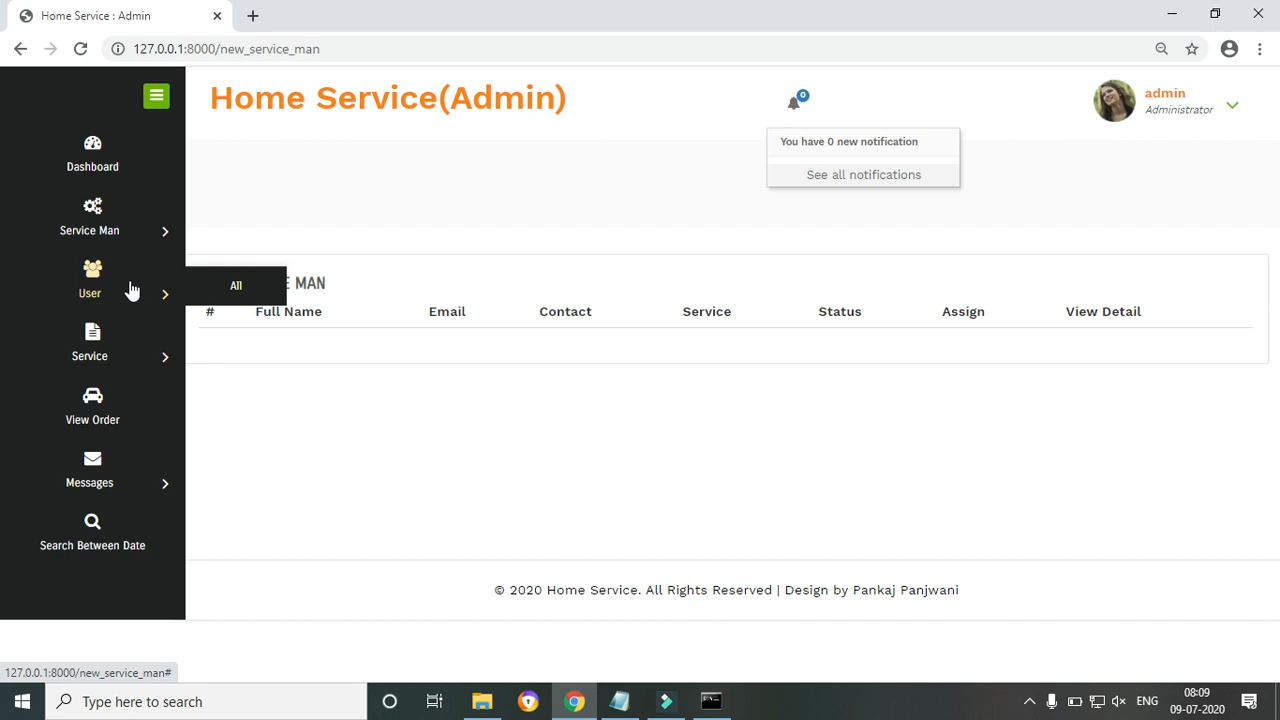 Home Service : Admin
127.0.0.1:8000/new_service_man
Home Service(Admin)
0
admin
Administrator
You have 0 new notification
See all notifications
Dashboard
Service Man
User
All
Service
View Order
Messages
Search Between Date
E MAN
# Full Name Email Contact Service Status Assign View Detail
© 2020 Home Service. All Rights Reserved | Design by Pankaj Panjwani
127.0.0.1:8000/new_service_man#
Type here to search
ENG
08:09
09-07-2020